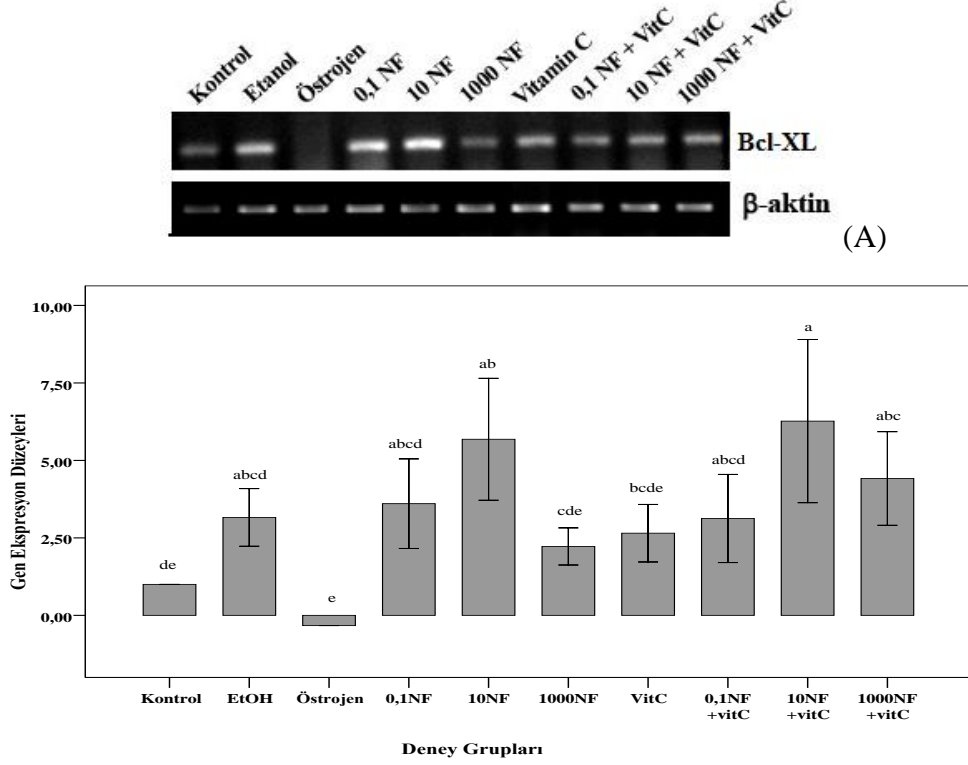 Kontrol Etanol Östrojen 0,1 NF 10 NF 1000 NF Vitamin C 0,1 NF + VitC 10 NF + VitC 1000 NF + VitC
Bcl-XL
β-aktin
(A)
Gen Ekspresyon Düzeyleri
10,00
7,50
5,00
2,50
0,00
de abcd e abcd ab cde bcde abcd a abc
Kontrol EtOH Östrojen 0,1NF 10NF 1000NF VitC 0,1NF 10NF 1000NF
+vitC +vitC +vitC
Deney Grupları